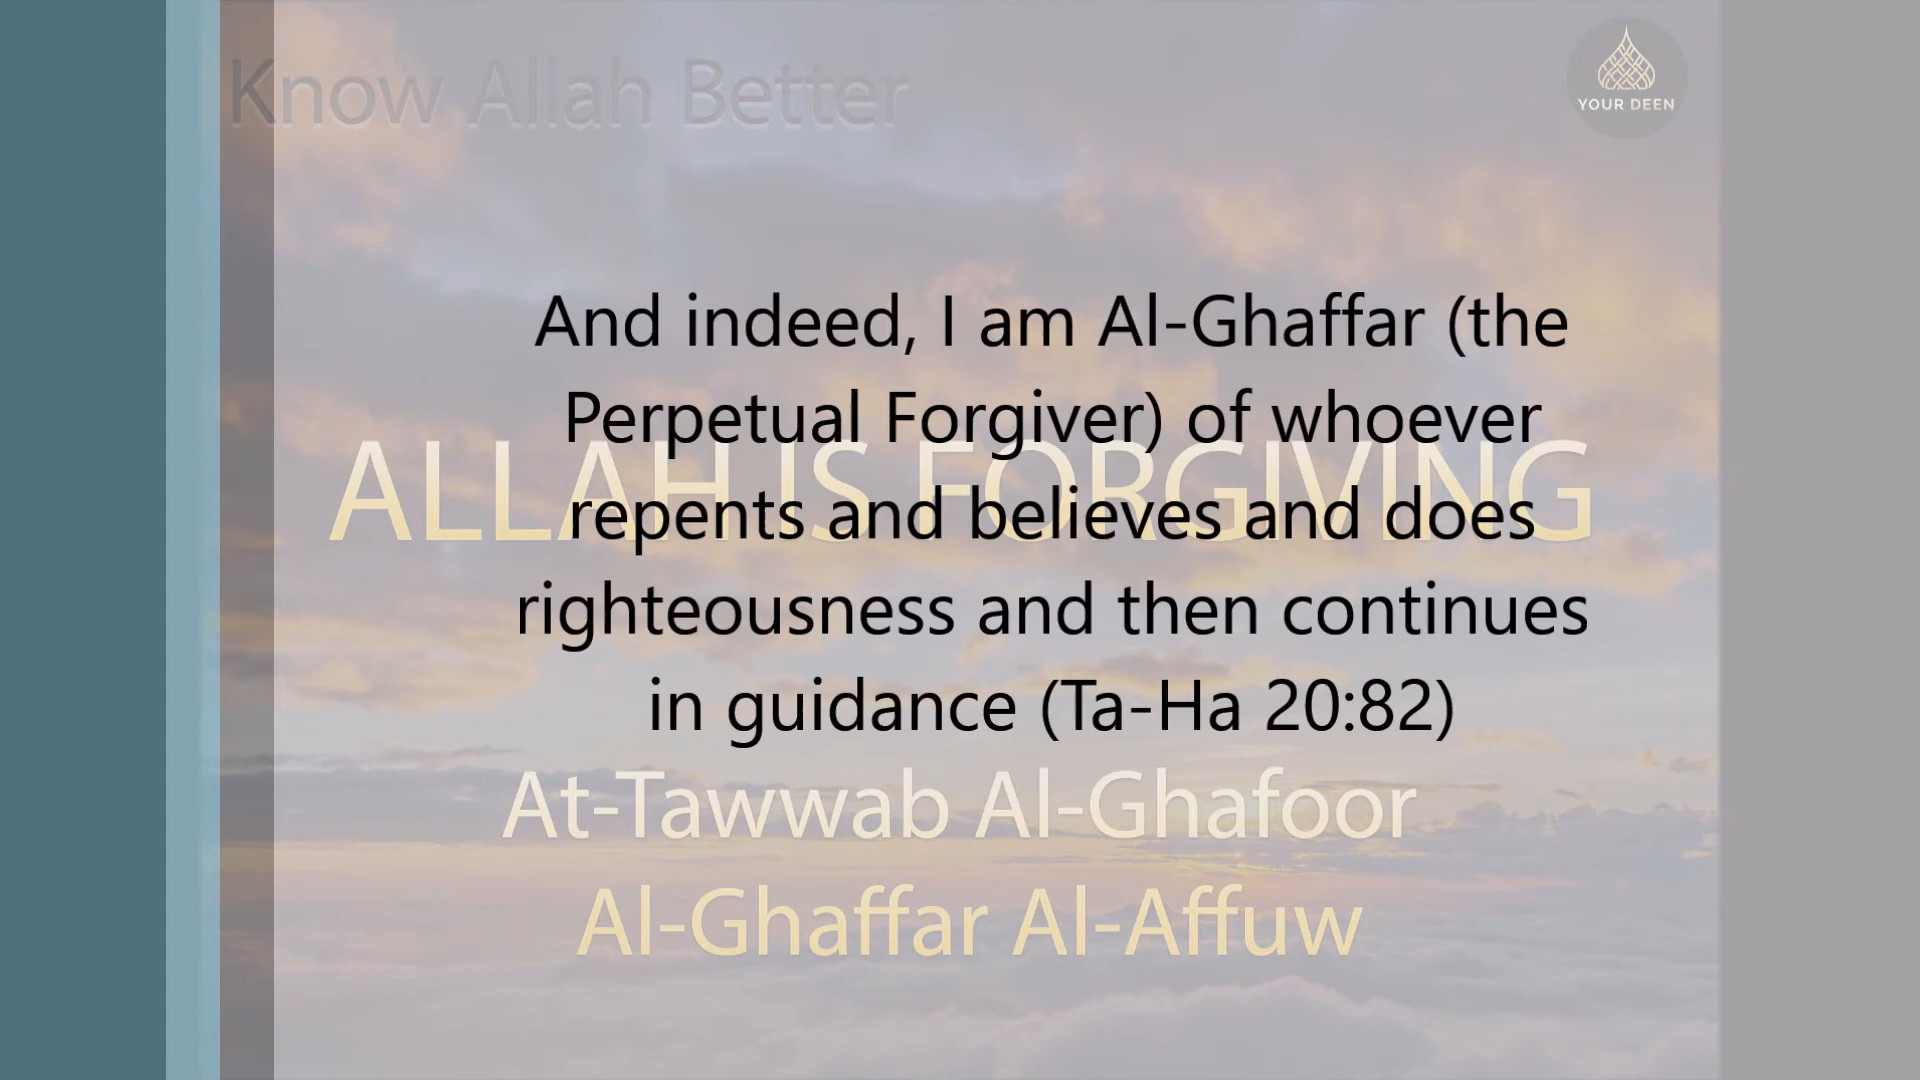 Know Allah Better
YOUR DEEN
And indeed, I am Al-Ghaffar (the
Perpetual Forgiver) of whoever
ALLAH IS FORGIVING
repents and believes and does
righteousness and then continues
in guidance (Ta-Ha 20:82)
At-Tawwab Al-Ghafoor
Al-Ghaffar Al-Affuw